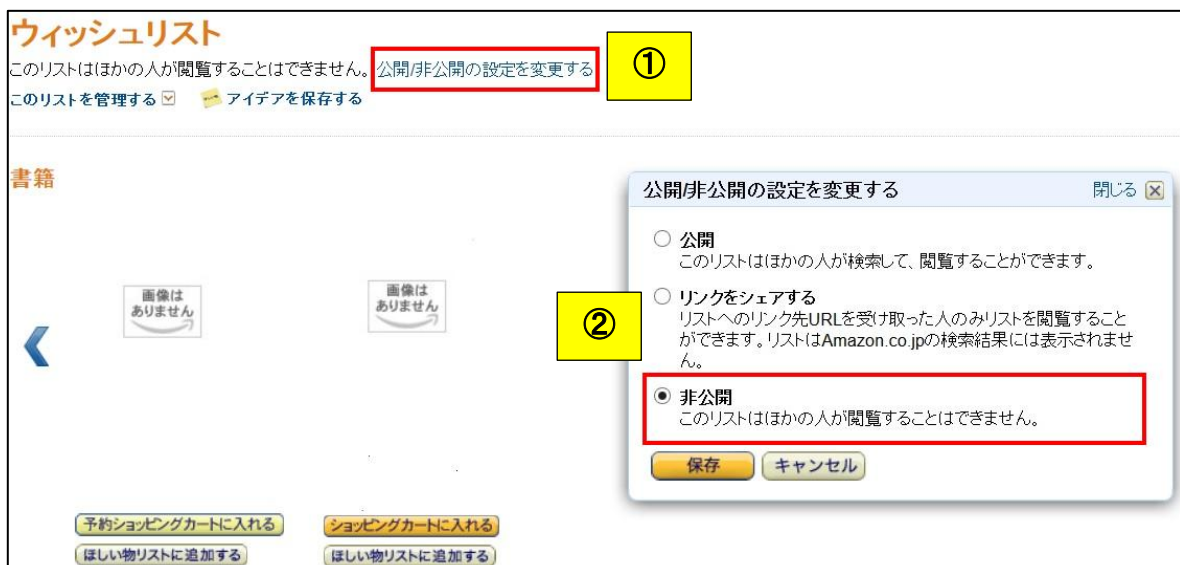 ウィッシュリスト
このリストはほかの人が閲覧することはできません。 公開/非公開の設定を変更する
①
このリストを管理する アイデアを保存する
書籍
画像は
ありません
画像は
ありません
予約ショッピングカートに入れる
ショッピングカートに入れる
ほしい物リストに追加する
ほしい物リストに追加する
②
公開/非公開の設定を変更する 閉じる
公開
このリストはほかの人が検索して、閲覧することができます。
リンクをシェアする
リストへのリンク先URLを受け取った人のみリストを閲覧すること
ができます。リストはAmazon.co.jpの検索結果には表示されませ
ん。
非公開
このリストはほかの人が閲覧することはできません。
保存 キャンセル